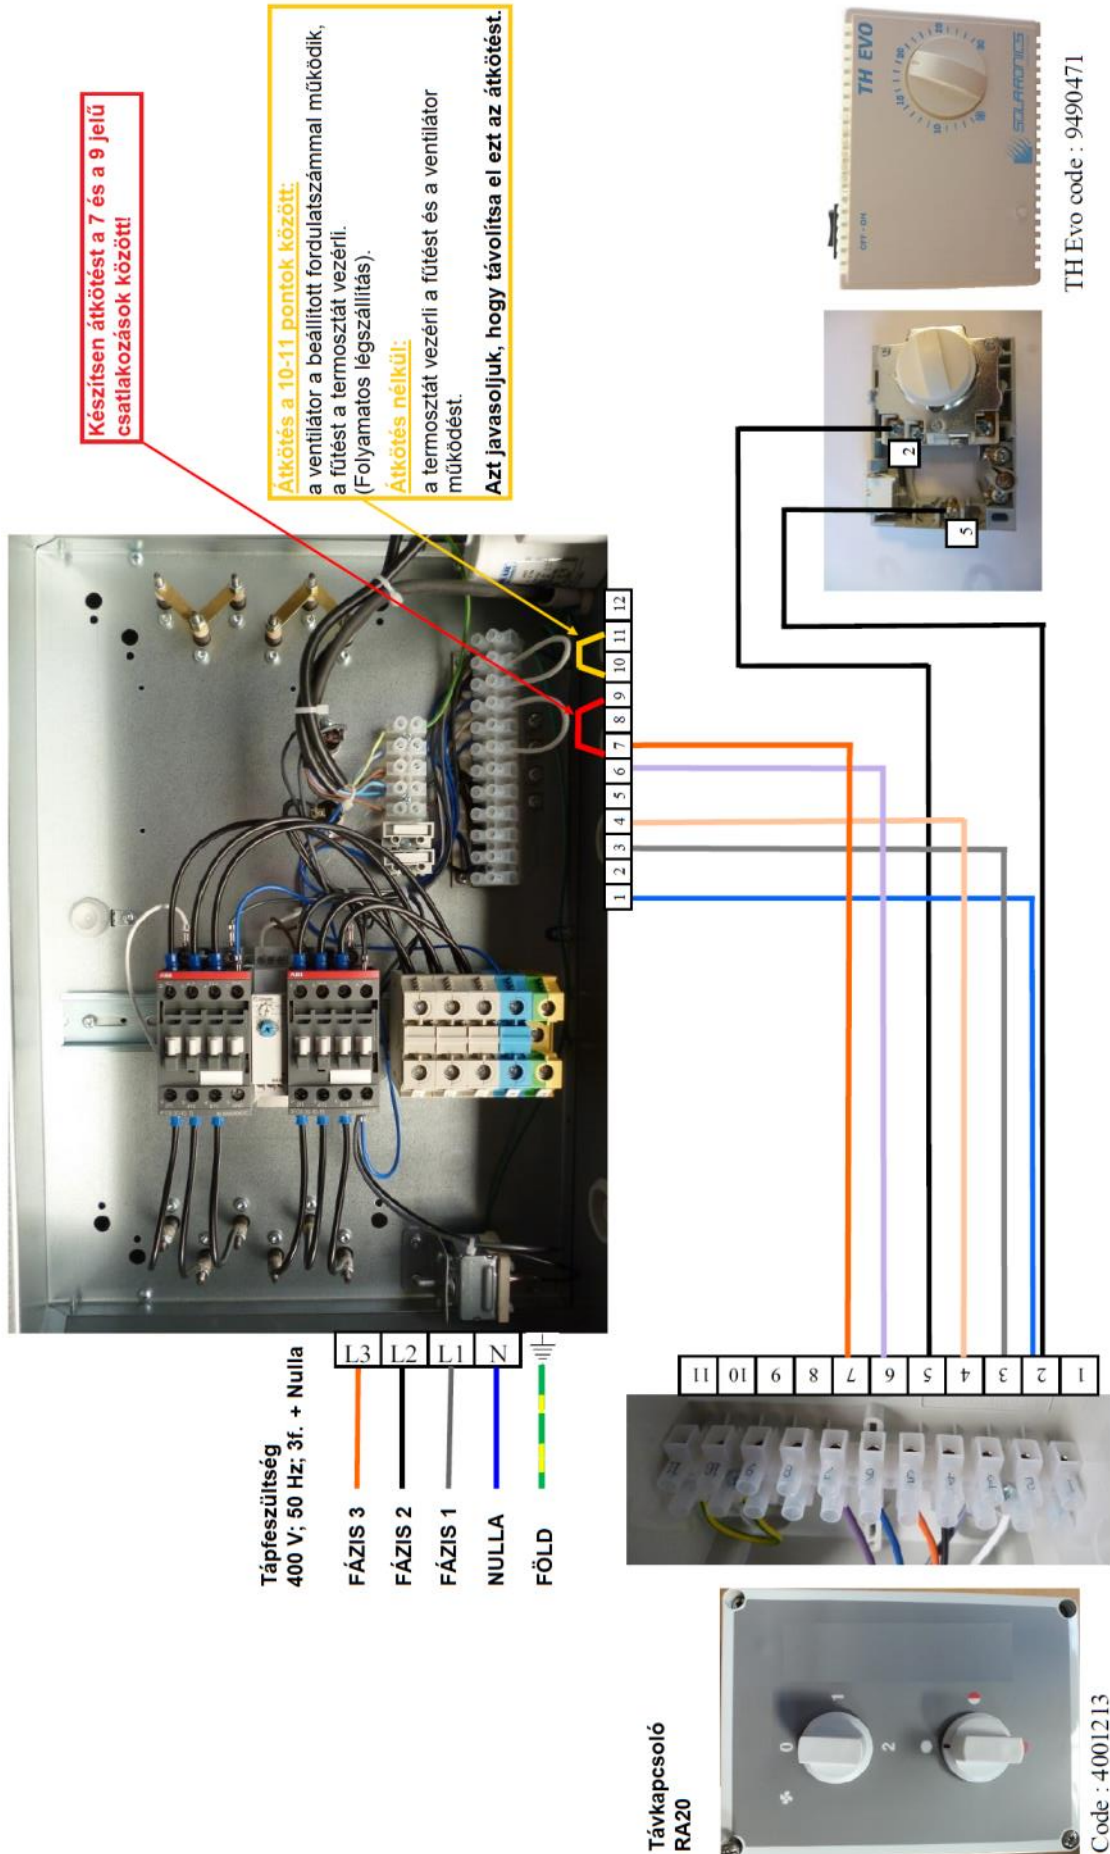 Készítsen átkötést a 7 és a 9 jelű
csatlakozások között!
Átkötés a 10-11 pontok között:
a ventilátor a beállított fordulatszámmal működik,
a fűtést a termosztát vezérli.
(Folyamatos légszállítás).
Átkötés nélkül:
a termosztát vezérli a fűtést és a ventilátor
működést.
Azt javasoljuk, hogy távolítsa el ezt az átkötést.
Tápfeszültség
400 V; 50 Hz; 3f. + Nulla
FÁZIS 3
L3
FÁZIS 2
L2
FÁZIS 1
L1
NULLA
N
FÖLD
1 2 3 4 5 6 7 8 9 10 11 12
Távkapcsoló
RA20
0
1
2
Code : 4001213
11 10 9 8 7 6 5 4 3 2 1
5
2
TH EVO
OFF - ON
10
15
20
25
30
SOLARONICS
TH Evo code : 9490471